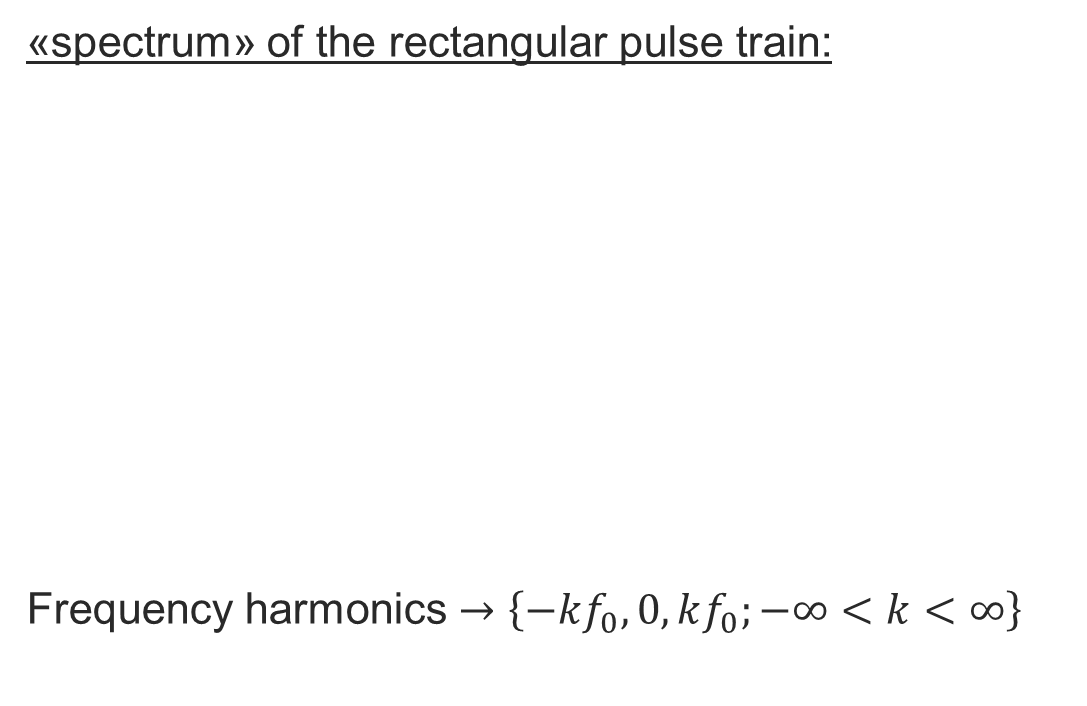 «spectrum» of the rectangular pulse train:
Frequency harmonics → {−kf₀, 0, kf₀; −∞ < k < ∞}